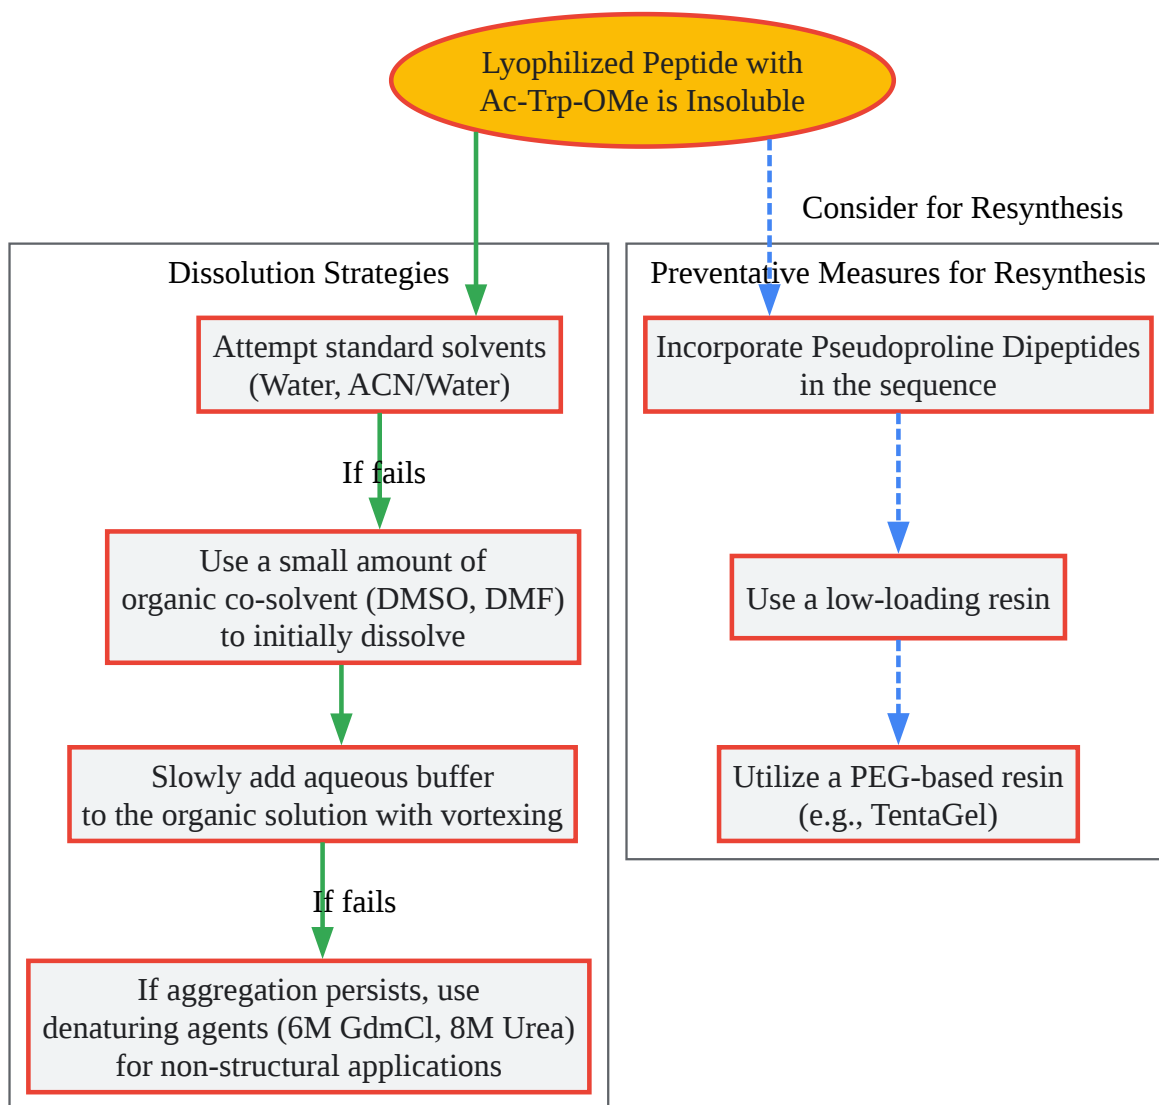 Lyophilized Peptide with
Ac-Trp-OMe is Insoluble
Consider for Resynthesis
Dissolution Strategies
Attempt standard solvents
(Water, ACN/Water)
If fails
Use a small amount of
organic co-solvent (DMSO, DMF)
to initially dissolve
Slowly add aqueous buffer
to the organic solution with vortexing
If fails
If aggregation persists, use
denaturing agents (6M GdmCl, 8M Urea)
for non-structural applications
Preventative Measures for Resynthesis
Incorporate Pseudoproline Dipeptides
in the sequence
Use a low-loading resin
Utilize a PEG-based resin
(e.g., TentaGel)